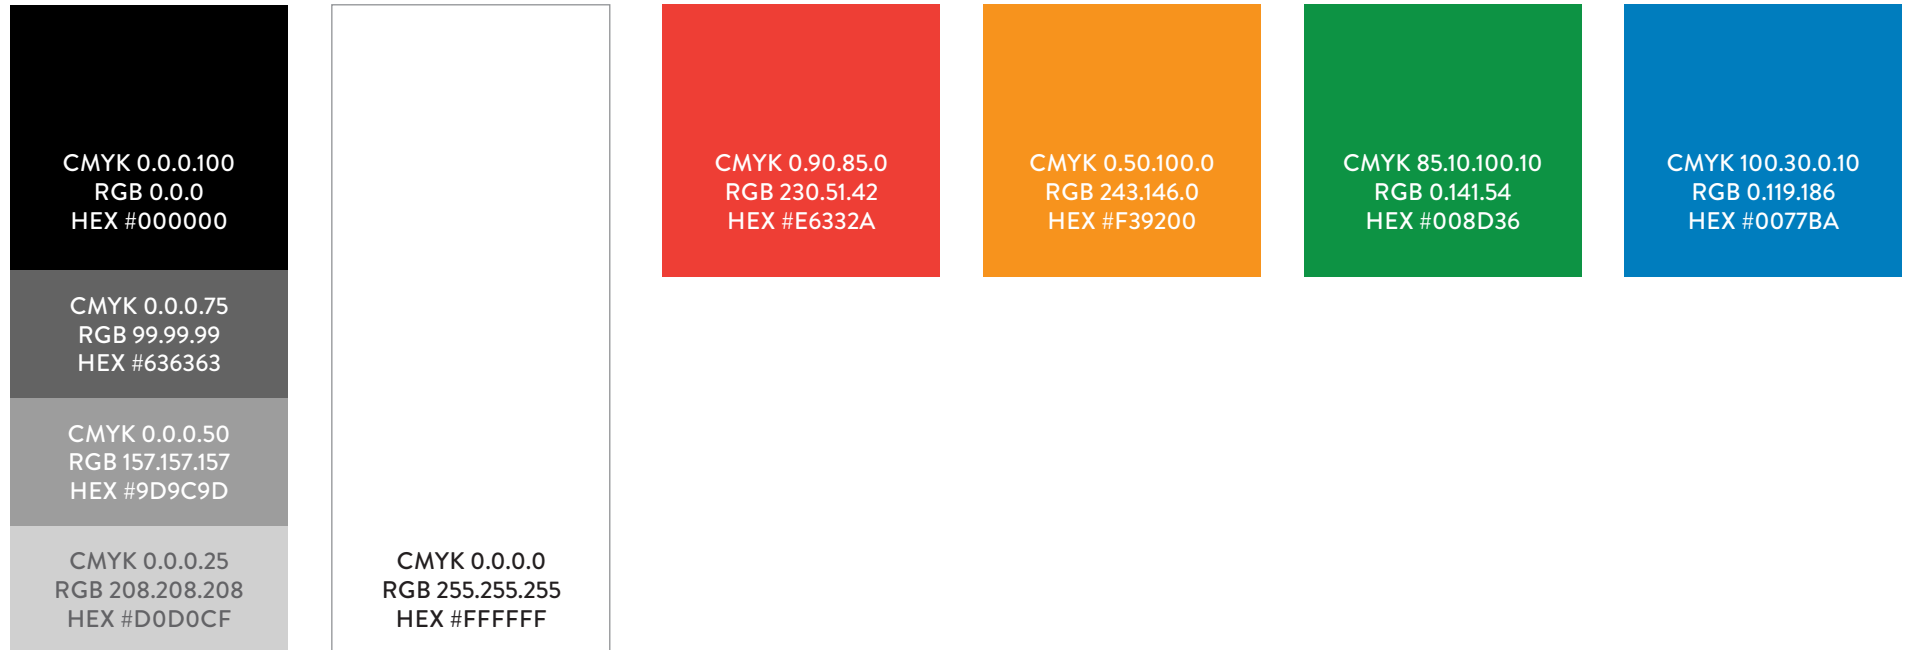 CMYK 0.0.0.100
RGB 0.0.0
HEX #000000
CMYK 0.0.0.75
RGB 99.99.99
HEX #636363
CMYK 0.0.0.50
RGB 157.157.157
HEX #9D9C9D
CMYK 0.0.0.25
RGB 208.208.208
HEX #D0D0CF
CMYK 0.0.0.0
RGB 255.255.255
HEX #FFFFFF
CMYK 0.90.85.0
RGB 230.51.42
HEX #E6332A
CMYK 0.50.100.0
RGB 243.146.0
HEX #F39200
CMYK 85.10.100.10
RGB 0.141.54
HEX #008D36
CMYK 100.30.0.10
RGB 0.119.186
HEX #0077BA